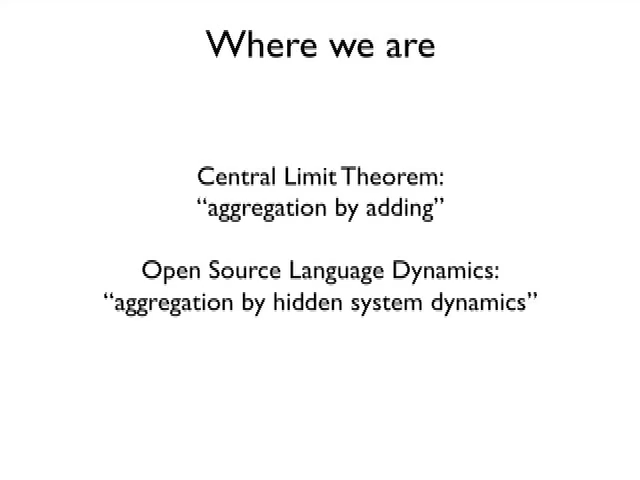 Where we are
Central Limit Theorem:
“aggregation by adding”
Open Source Language Dynamics:
“aggregation by hidden system dynamics”